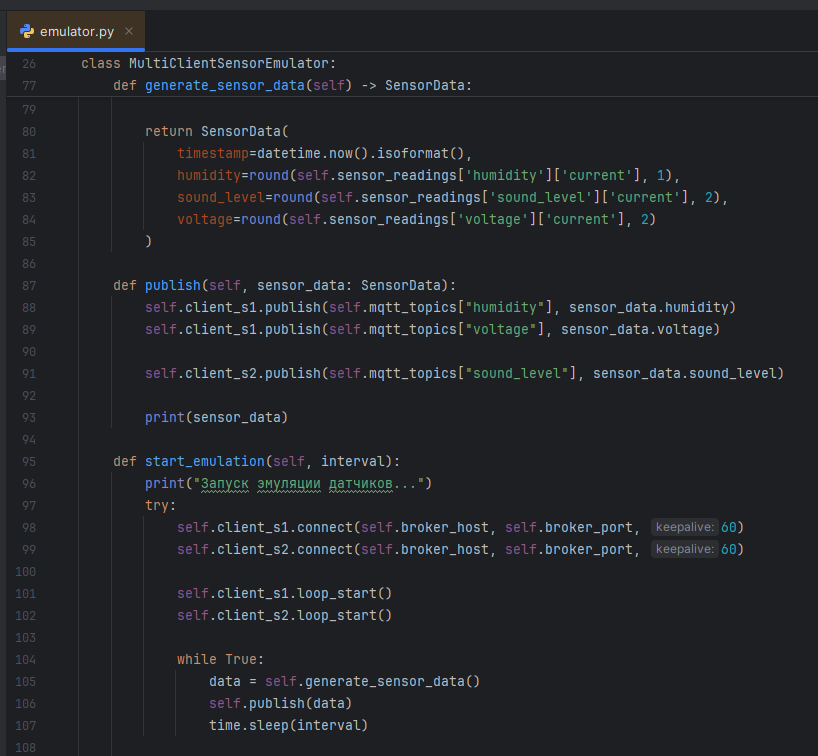 emulator.py
26 class MultiClientSensorEmulator:
77 def generate_sensor_data(self) -> SensorData:
79
80 return SensorData(
81 timestamp=datetime.now().isoformat(),
82 humidity=round(self.sensor_readings['humidity']['current'], 1),
83 sound_level=round(self.sensor_readings['sound_level']['current'], 2),
84 voltage=round(self.sensor_readings['voltage']['current'], 2)
85 )
86
87 def publish(self, sensor_data: SensorData):
88 self.client_s1.publish(self.mqtt_topics["humidity"], sensor_data.humidity)
89 self.client_s1.publish(self.mqtt_topics["voltage"], sensor_data.voltage)
90
91 self.client_s2.publish(self.mqtt_topics["sound_level"], sensor_data.sound_level)
92
93 print(sensor_data)
94
95 def start_emulation(self, interval):
96 print("Запуск эмуляции датчиков...")
97 try:
98 self.client_s1.connect(self.broker_host, self.broker_port, keepalive: 60)
99 self.client_s2.connect(self.broker_host, self.broker_port, keepalive: 60)
100
101 self.client_s1.loop_start()
102 self.client_s2.loop_start()
103
104 while True:
105 data = self.generate_sensor_data()
106 self.publish(data)
107 time.sleep(interval)
108